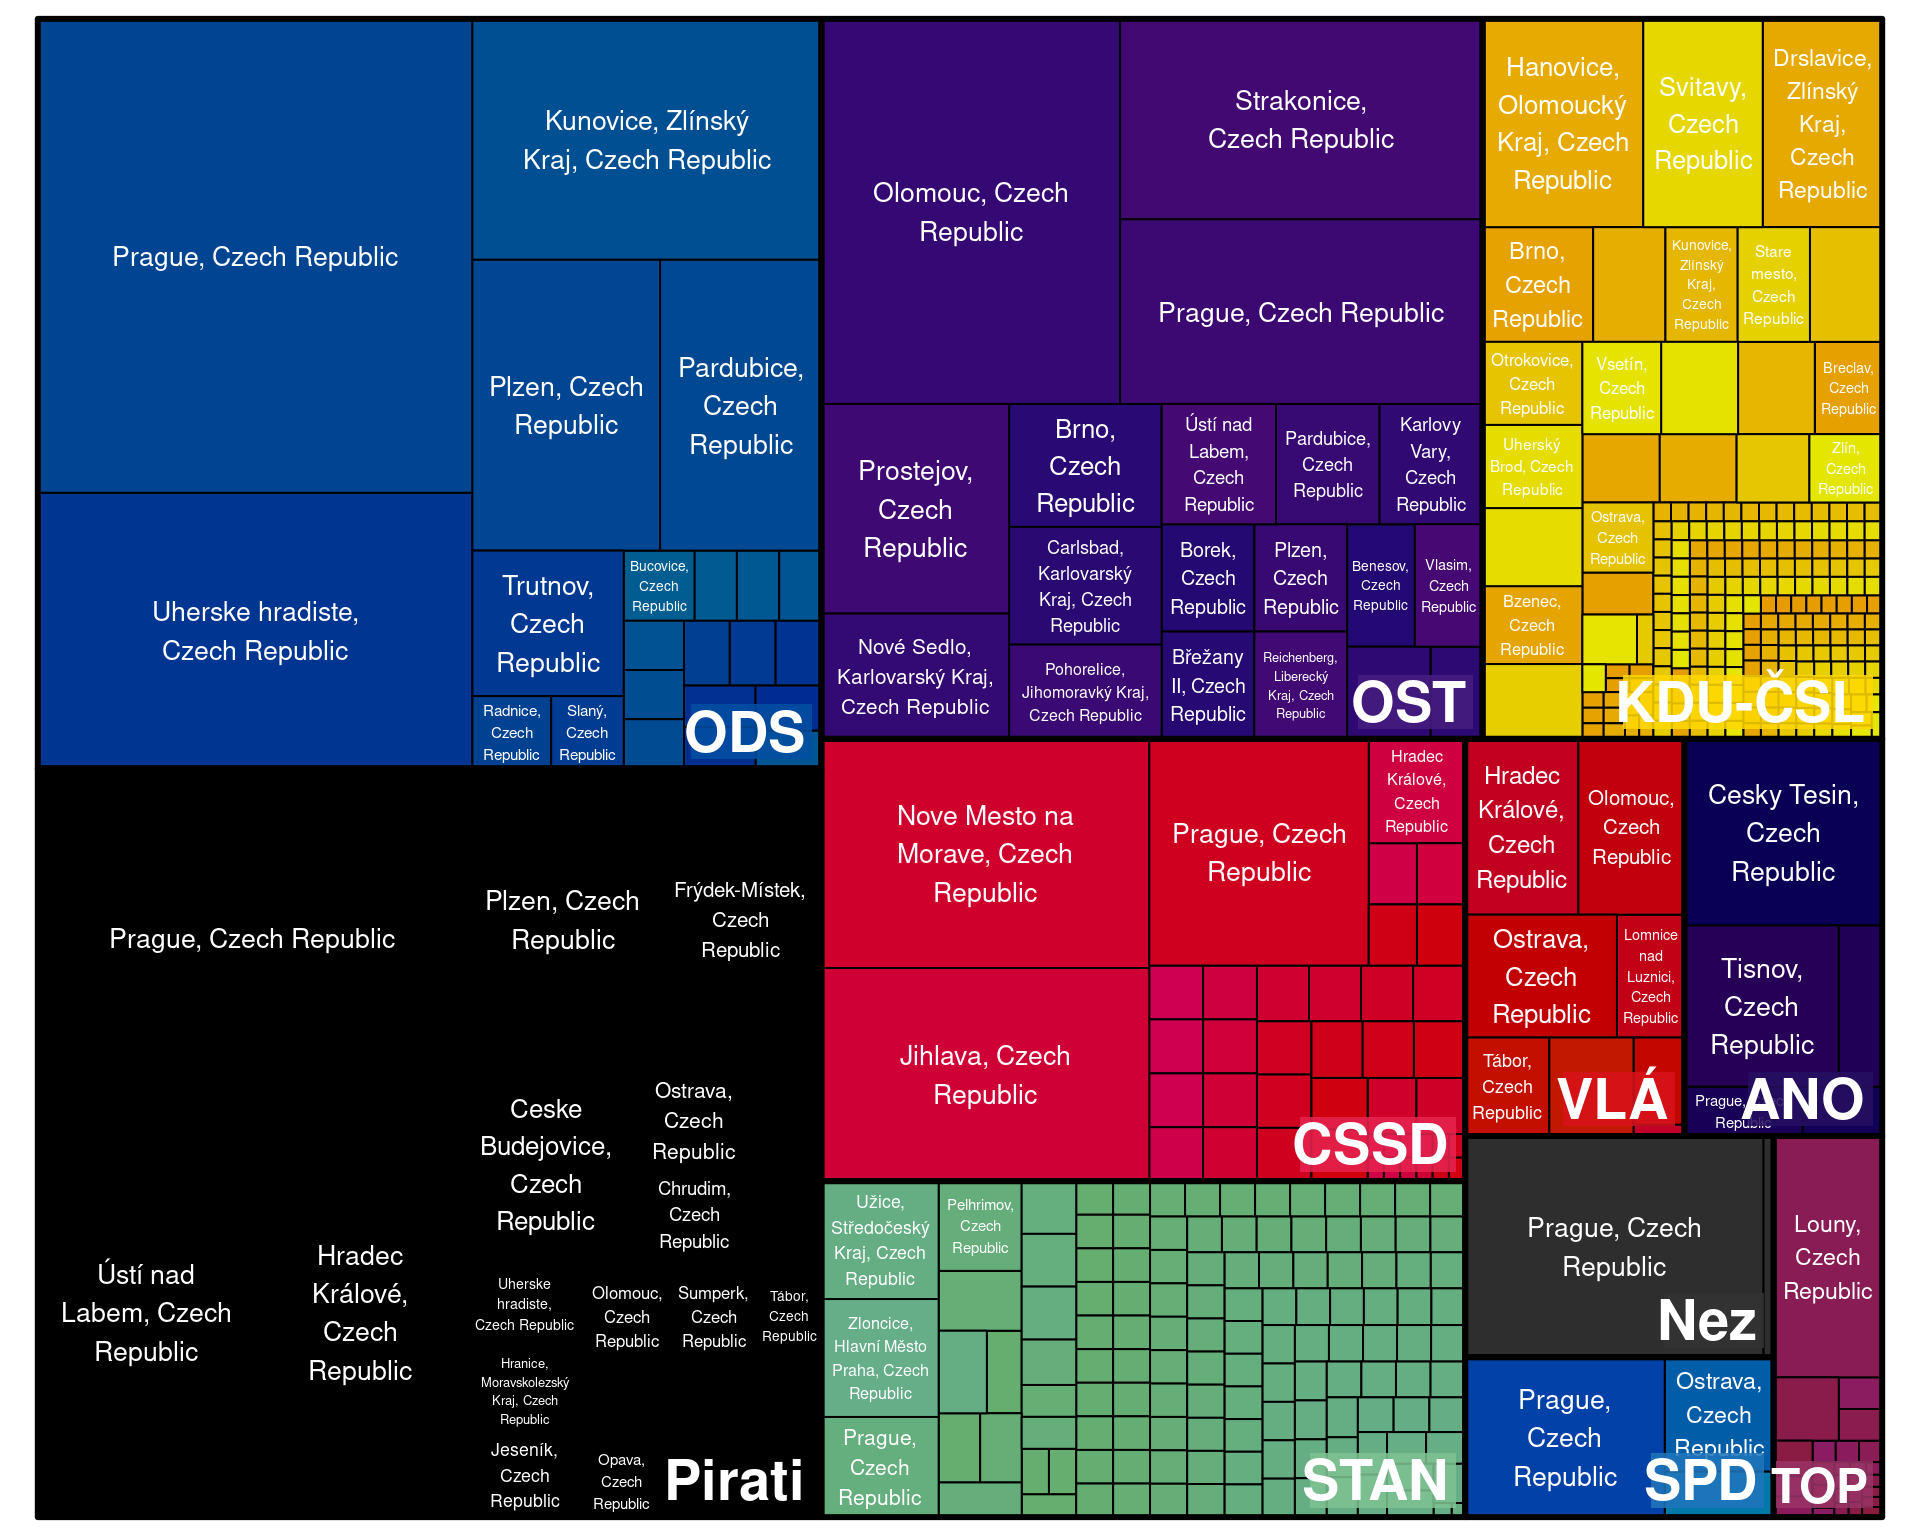 Prague, Czech Republic
Kunovice, Zlínský
Kraj, Czech Republic
Plzen, Czech
Republic
Pardubice,
Czech
Republic
Uherske hradiste,
Czech Republic
Trutnov,
Czech
Republic
Bucovice,
Czech
Republic
Radnice,
Czech
Republic
Slaný,
Czech
Republic
ODS
Olomouc, Czech
Republic
Strakonice,
Czech Republic
Prague, Czech Republic
Prostejov,
Czech
Republic
Brno,
Czech
Republic
Ústí nad
Labem,
Czech
Republic
Pardubice,
Czech
Republic
Karlovy
Vary,
Czech
Republic
Carlsbad,
Karlovarský
Kraj, Czech
Republic
Borek,
Czech
Republic
Plzen,
Czech
Republic
Benesov,
Czech
Republic
Vlasim,
Czech
Republic
Nové Sedlo,
Karlovarský Kraj,
Czech Republic
Pohorelice,
Jihomoravký Kraj,
Czech Republic
Břežany
II, Czech
Republic
Reichenberg,
Liberecký
Kraj, Czech
Republic
OST
Hanovice,
Olomoucký
Kraj, Czech
Republic
Svitavy,
Czech
Republic
Drslavice,
Zlínský
Kraj,
Czech
Republic
Brno,
Czech
Republic
Kunovice,
Zlínský
Kraj,
Czech
Republic
Stare
mesto,
Czech
Republic
Otrokovice,
Czech
Republic
Vsetín,
Czech
Republic
Breclav,
Czech
Republic
Uherský
Brod, Czech
Republic
Zlín,
Czech
Republic
Ostrava,
Czech
Republic
Bzenec,
Czech
Republic
KDU-ČSL
Prague, Czech Republic
Plzen, Czech
Republic
Frýdek-Místek,
Czech
Republic
Ceske
Budejovice,
Czech
Republic
Ostrava,
Czech
Republic
Chrudim,
Czech
Republic
Ústí nad
Labem, Czech
Republic
Hradec
Králové,
Czech
Republic
Uherske
hradiste,
Czech Republic
Olomouc,
Czech
Republic
Sumperk,
Czech
Republic
Tábor,
Czech
Republic
Hranice,
Moravskolezský
Kraj, Czech
Republic
Jeseník,
Czech
Republic
Opava,
Czech
Republic
Pirati
Nove Mesto na
Morave, Czech
Republic
Prague, Czech
Republic
Hradec
Králové,
Czech
Republic
Jihlava, Czech
Republic
CSSD
Hradec
Králové,
Czech
Republic
Olomouc,
Czech
Republic
Ostrava,
Czech
Republic
Lomnice
nad
Luznici,
Czech
Republic
Tábor,
Czech
Republic
VLÁ
Cesky Tesin,
Czech
Republic
Tisnov,
Czech
Republic
Prague,
Republic
ANO
Užice,
Středočeský
Kraj, Czech
Republic
Pelhrimov,
Czech
Republic
Zloncice,
Hlavní Město
Praha, Czech
Republic
Prague,
Czech
Republic
STAN
Prague, Czech
Republic
Nez
Prague,
Czech
Republic
Ostrava,
Czech
Republic
SPD
Louny,
Czech
Republic
TOP